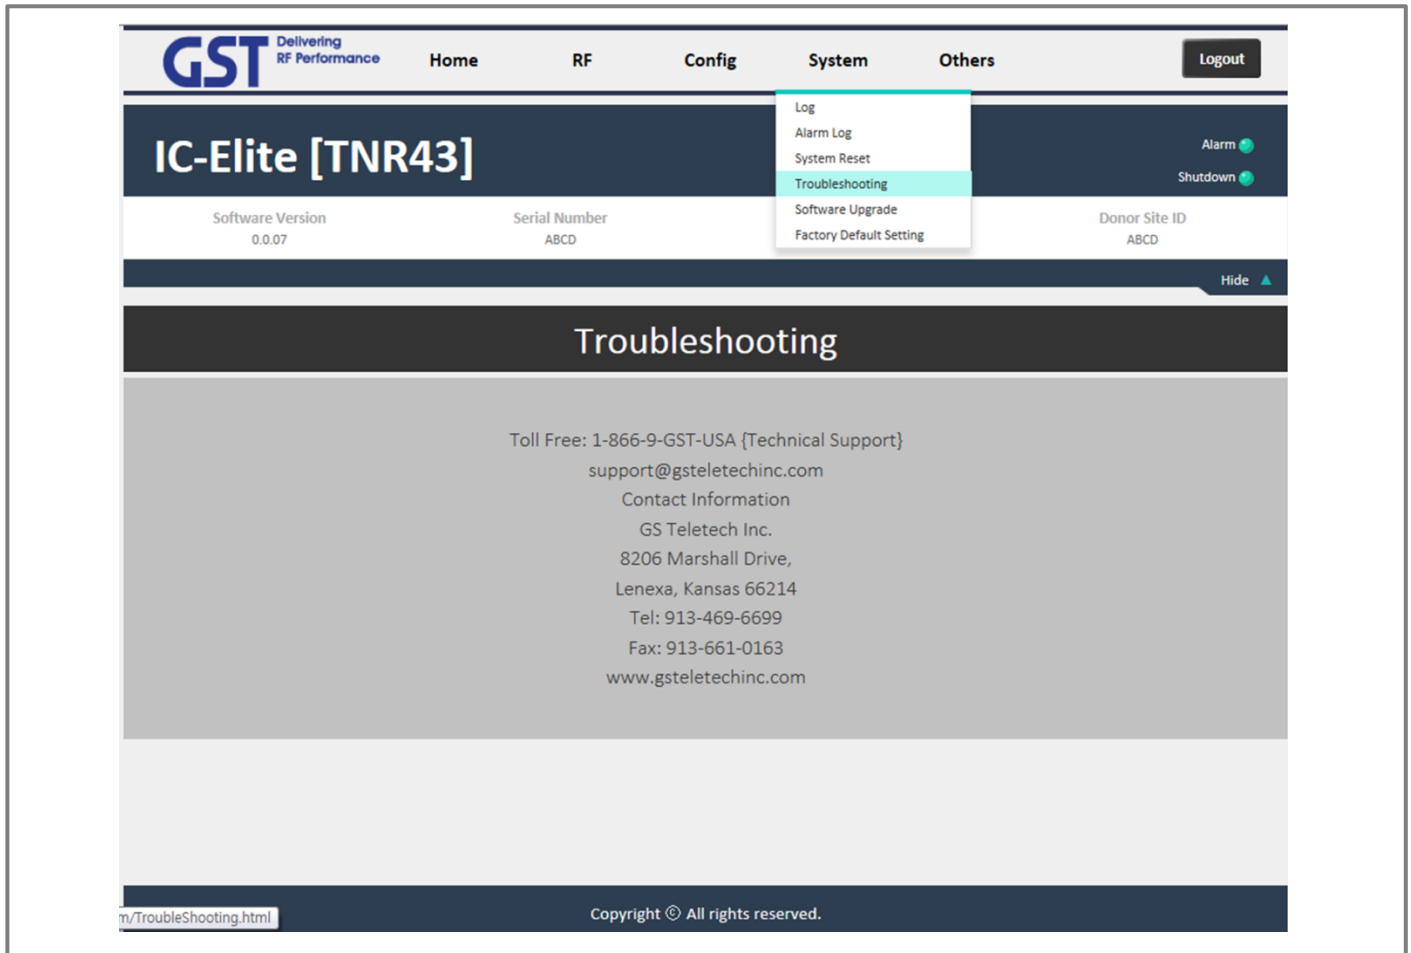 GST Delivering
RF Performance
Home RF Config System Others Logout
Log
Alarm Log
System Reset
Troubleshooting
Software Upgrade
Factory Default Setting
IC-Elite [TNR43]
Alarm
Shutdown
Software Version Serial Number Donor Site ID
0.0.07 ABCD ABCD
Hide ▲
Troubleshooting
Toll Free: 1-866-9-GST-USA {Technical Support}
support@gsteletechinc.com
Contact Information
GS Teletech Inc.
8206 Marshall Drive,
Lenexa, Kansas 66214
Tel: 913-469-6699
Fax: 913-661-0163
www.gsteletechinc.com
m/TroubleShooting.html
Copyright © All rights reserved.